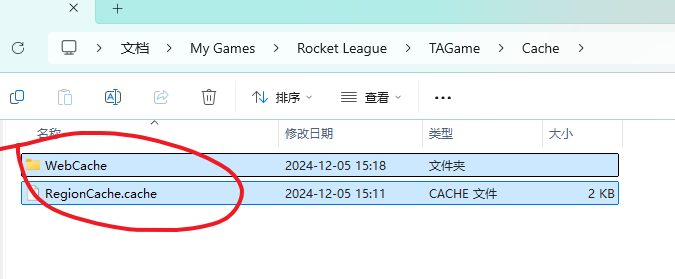 文档 > My Games > Rocket League > TAGame > Cache >
排序 查看 ...
名称 修改日期 类型 大小
WebCache 2024-12-05 15:18 文件夹
RegionCache.cache 2024-12-05 15:11 CACHE 文件 2 KB